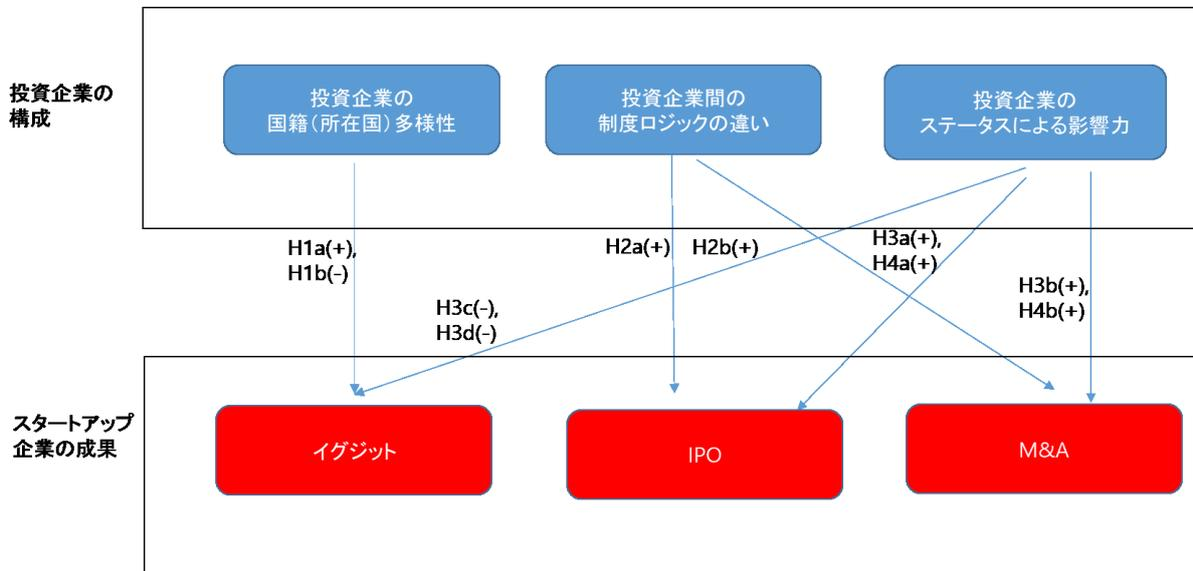 投資企業の
構成
投資企業の
国籍(所在国)多様性
投資企業間の
制度ロジックの違い
投資企業の
ステータスによる影響力
H1a(+),
H1b(-)
H2a(+)
H2b(+)
H3a(+),
H4a(+)
H3b(+),
H4b(+)
H3c(-),
H3d(-)
スタートアップ
企業の成果
イグジット
IPO
M&A